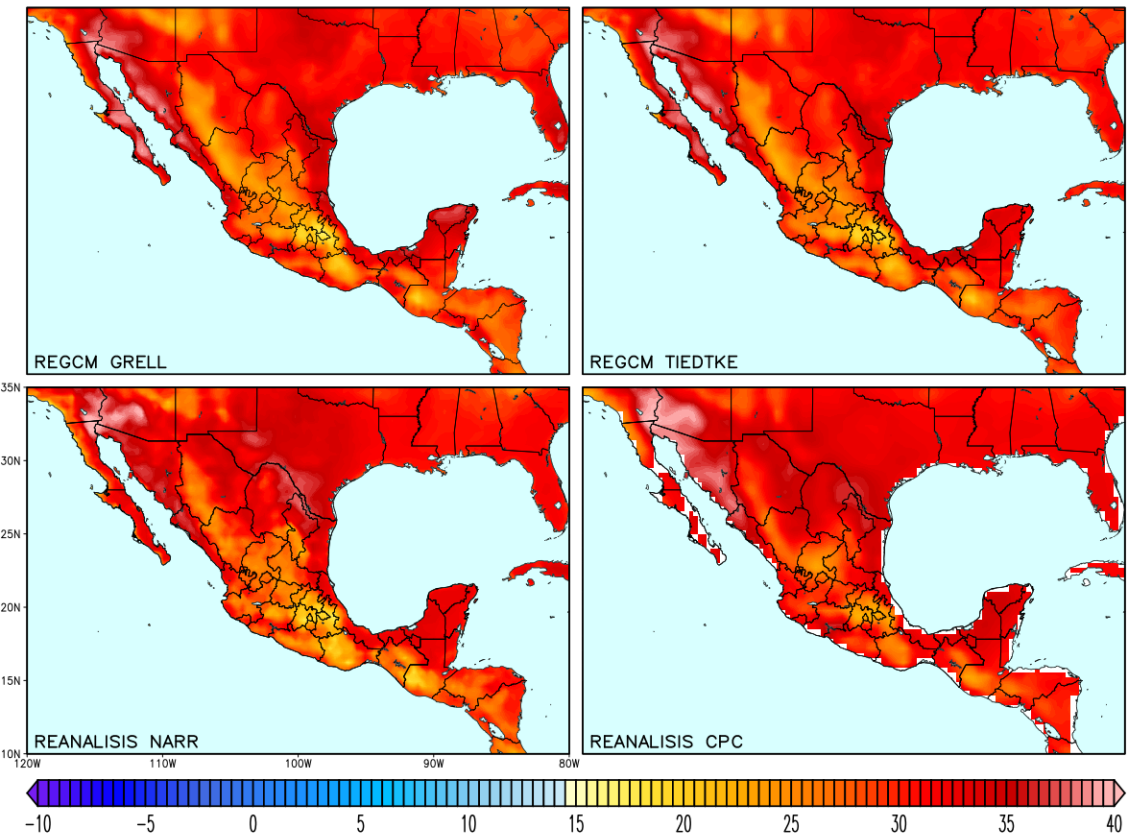 REGCM GRELL
REGCM TIEDTKE
35N
30N
25N
20N
15N
10N
REANALISIS NARR
REANALISIS CPC
120W 110W 100W 90W 80W
-10 -5 0 5 10 15 20 25 30 35 40